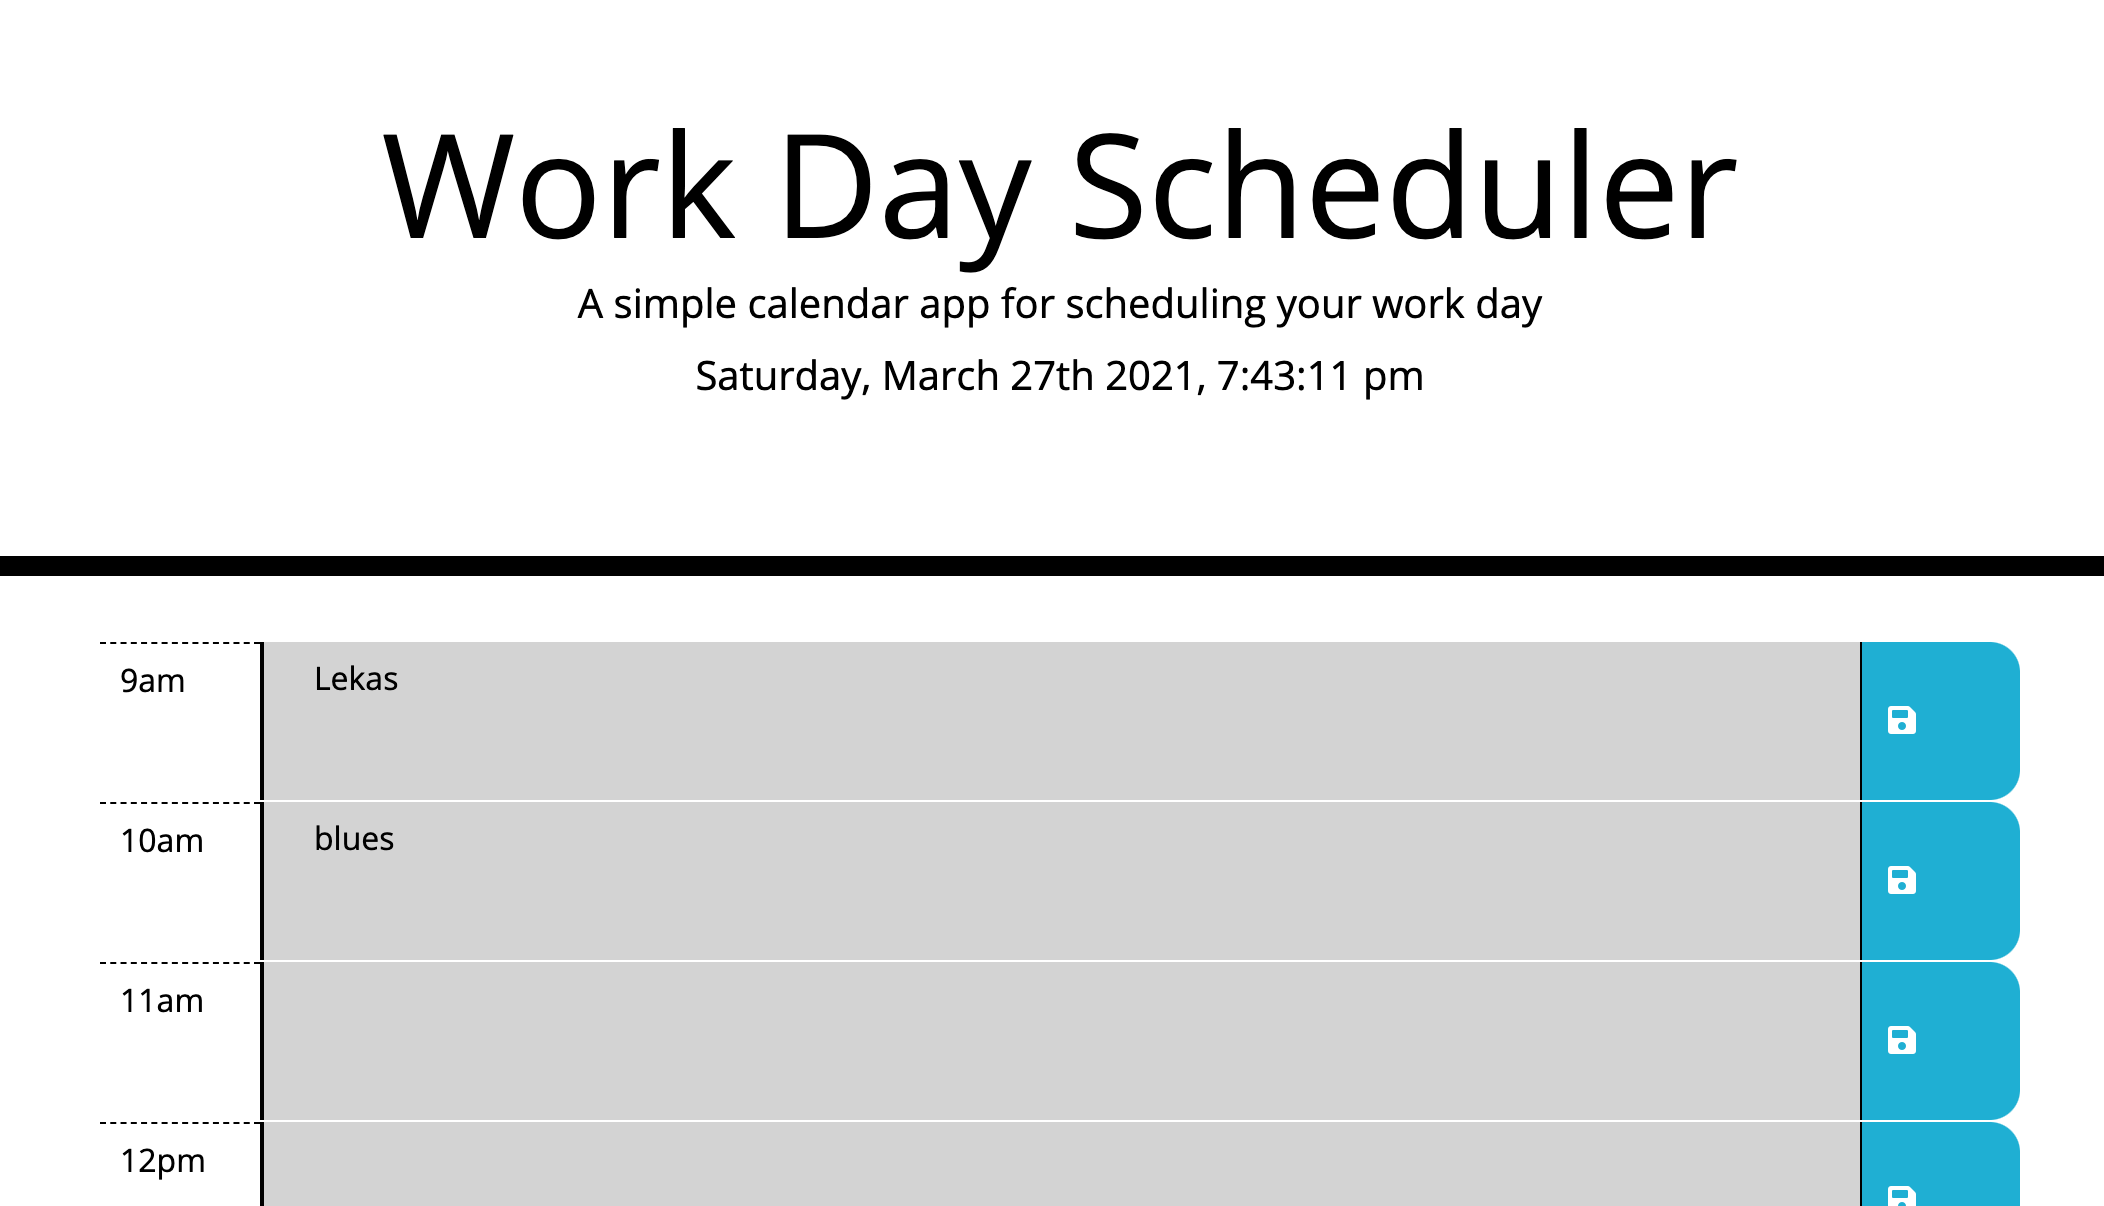 Work Day Scheduler
A simple calendar app for scheduling your work day
Saturday, March 27th 2021, 7:43:11 pm
9am
Lekas
10am
blues
11am
12pm